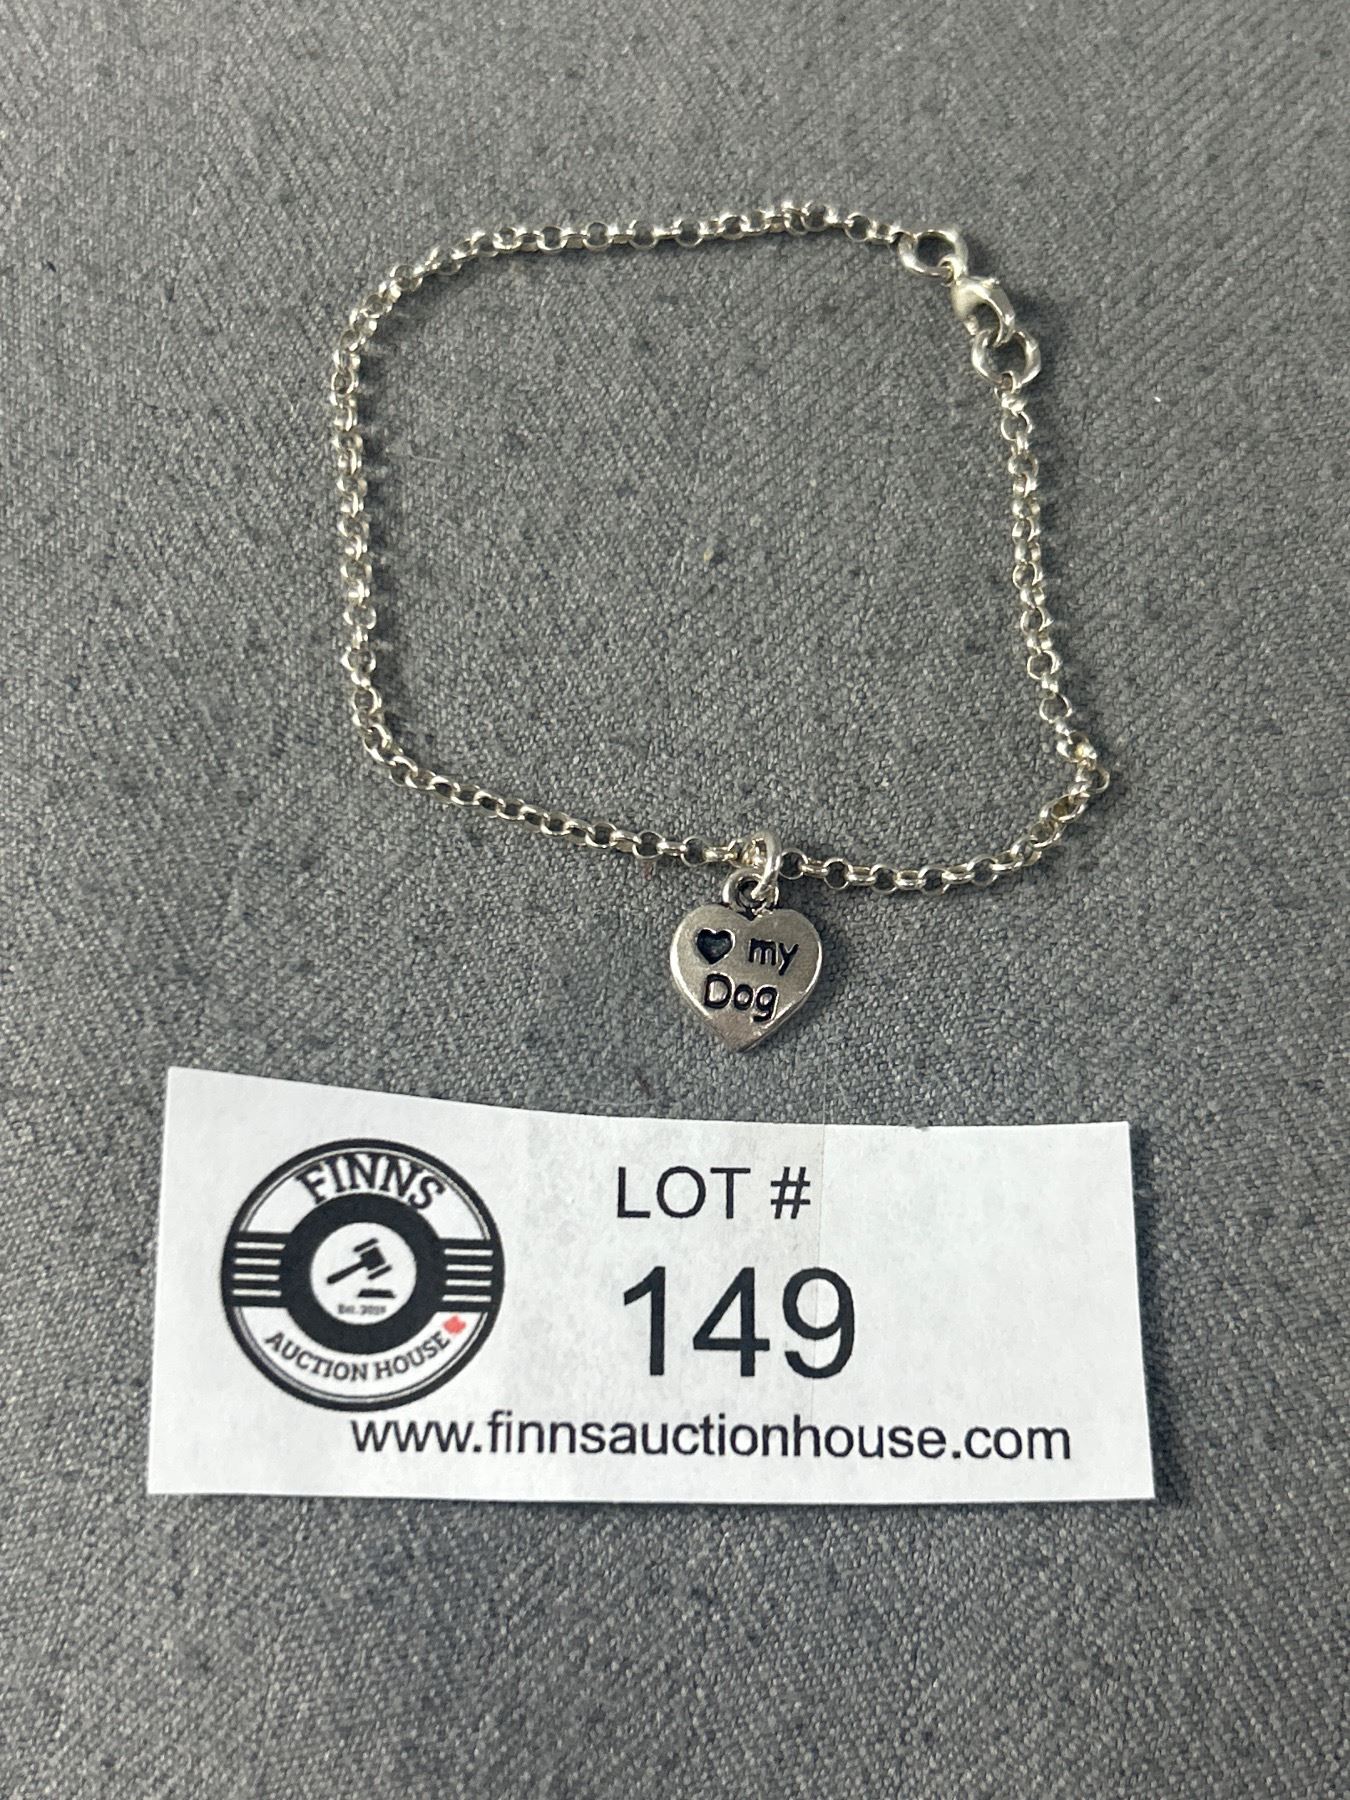 my
Dog
FINNS
Est. 2019
AUCTION HOUSE
LOT #
149
www.finnsauctionhouse.com